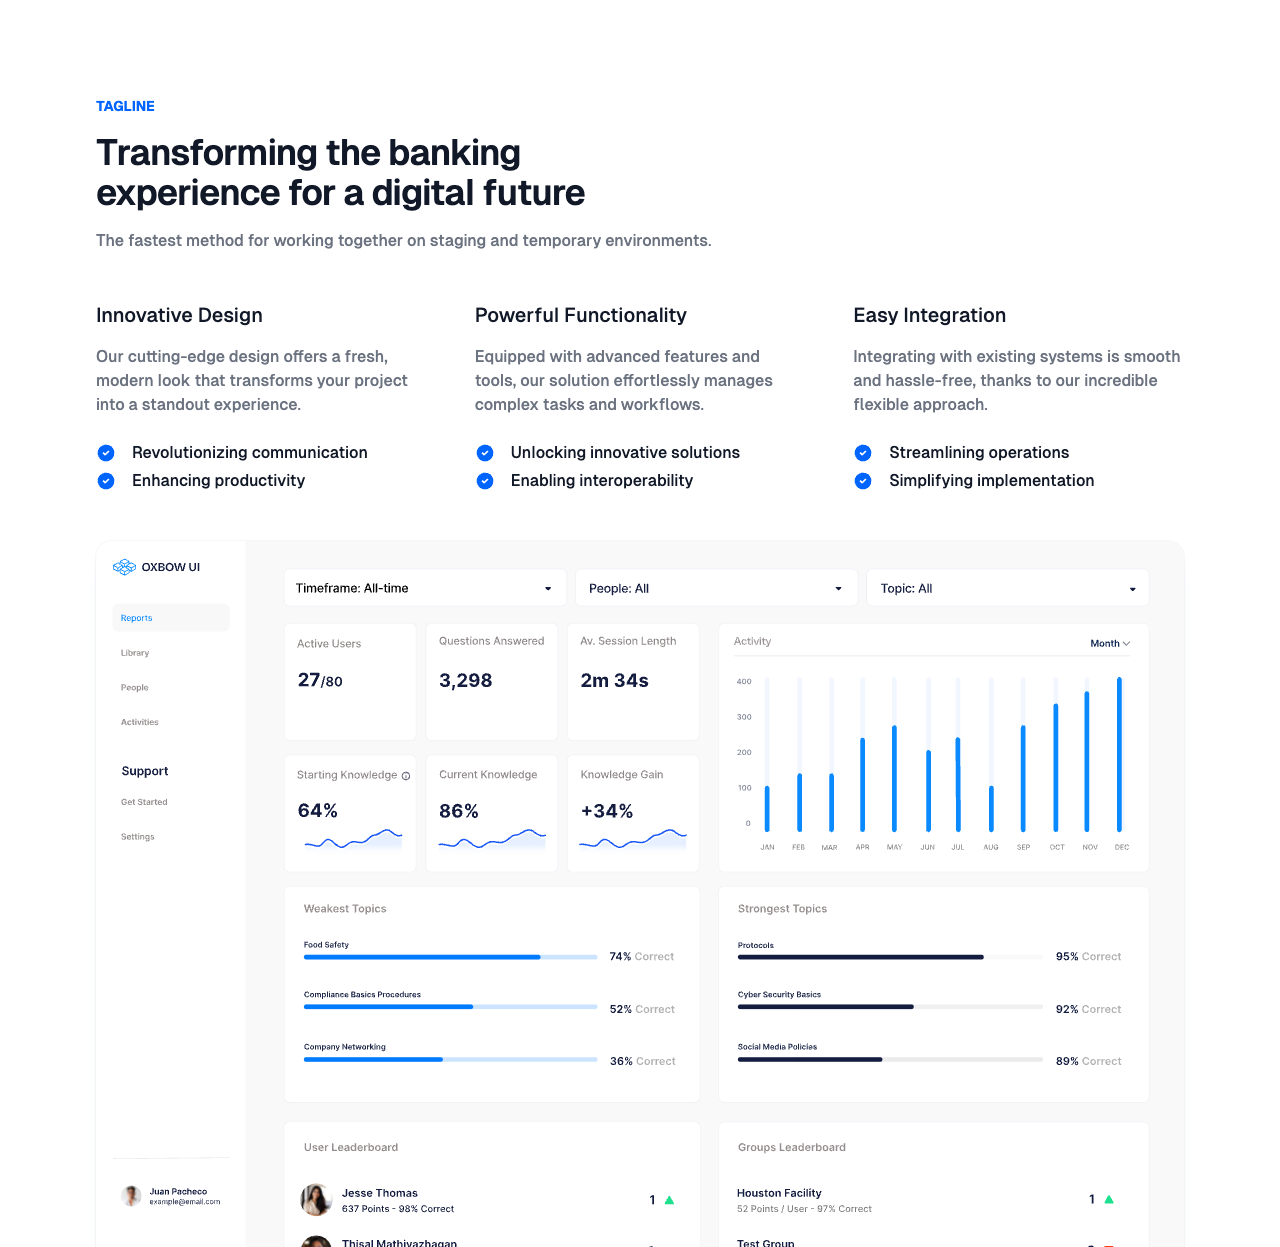 TAGLINE
Transforming the banking
experience for a digital future
The fastest method for working together on staging and temporary environments.
Innovative Design
Our cutting-edge design offers a fresh,
modern look that transforms your project
into a standout experience.
Revolutionizing communication
Enhancing productivity
Powerful Functionality
Equipped with advanced features and
tools, our solution effortlessly manages
complex tasks and workflows.
Unlocking innovative solutions
Enabling interoperability
Easy Integration
Integrating with existing systems is smooth
and hassle-free, thanks to our incredible
flexible approach.
Streamlining operations
Simplifying implementation
OXBOW UI
Reports
Library
People
Activities
Support
Get Started
Settings
Juan Pacheco
example@email.com
Timeframe: All-time
People: All
Topic: All
Active Users
27/80
Questions Answered
3,298
Av. Session Length
2m 34s
Starting Knowledge
64%
Current Knowledge
86%
Knowledge Gain
+34%
Activity
Month
400
300
200
100
0
JAN FEB MAR APR MAY JUN JUL AUG SEP OCT NOV DEC
Weakest Topics
Food Safety
74% Correct
Compliance Basics Procedures
52% Correct
Company Networking
36% Correct
Strongest Topics
Protocols
95% Correct
Cyber Security Basics
92% Correct
Social Media Policies
89% Correct
User Leaderboard
Jesse Thomas
637 Points - 98% Correct
1
Thisal Mathiyazhagan
Groups Leaderboard
Houston Facility
52 Points / User - 97% Correct
1
Test Group